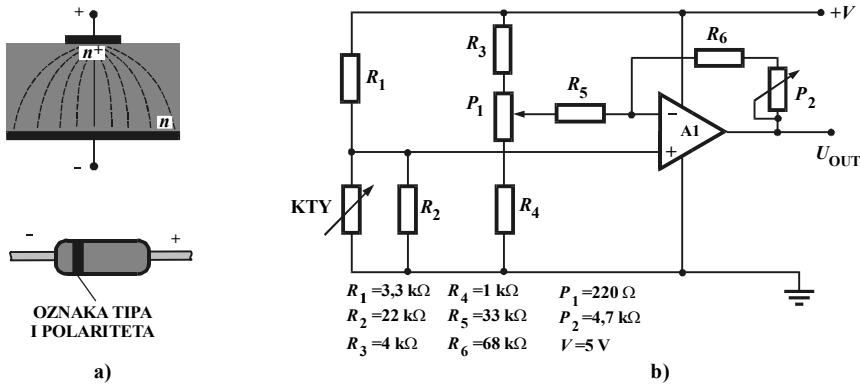 +
n+
n
-
-
+
OZNAKA TIPA
I POLARITETA
a)
+V
R1
R3
R6
P1
R5
P2
-
A1
+
UOUT
KTY
R2
R4
R1 =3,3 kΩ R4 =1 kΩ P1 =220 Ω
R2 =22 kΩ R5 =33 kΩ P2 =4,7 kΩ
R3 =4 kΩ R6 =68 kΩ V=5 V
b)